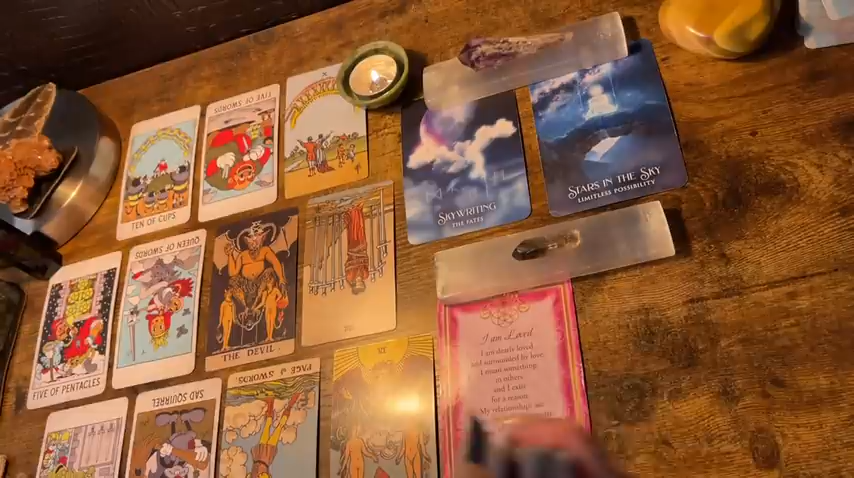 TEN OF CUPS
FIVE OF SWORDS
X
SKYWRITING
THE FATES
STARS IN THE SKY
LIMITLESS POSSIBILITY
FIVE OF PENTACLES
QUEEN OF SWORDS
THE DEVIL.
SAD SQUIRREL
PAGE of SWORDS.
VI
I am Loved
I am dearly loved
and surrounded by love.
I mean something
to others
and I exist
for a reason.
My relationships are